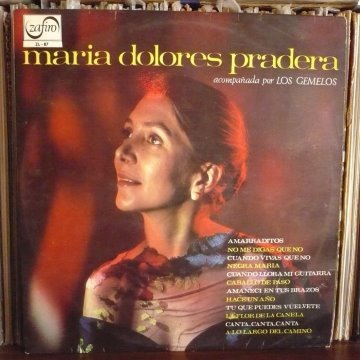 zafiro
ZL-87
maria dolores pradera
acompañada por LOS GEMELOS
AMARRADITOS
NO ME DIGAS QUE NO
CUANDO VIVAS QUE NO
NEGRA MARIA
CUANDO LLORA MI GUITARRA
CABALLO DE PASO
AMANECI EN TUS BRAZOS
HACE UN AÑO
TU QUE PUEDES VUELVETE
LA FLOR DE LA CANELA
CANTA, CANTA, CANTA
A LO LARGO DEL CAMINO